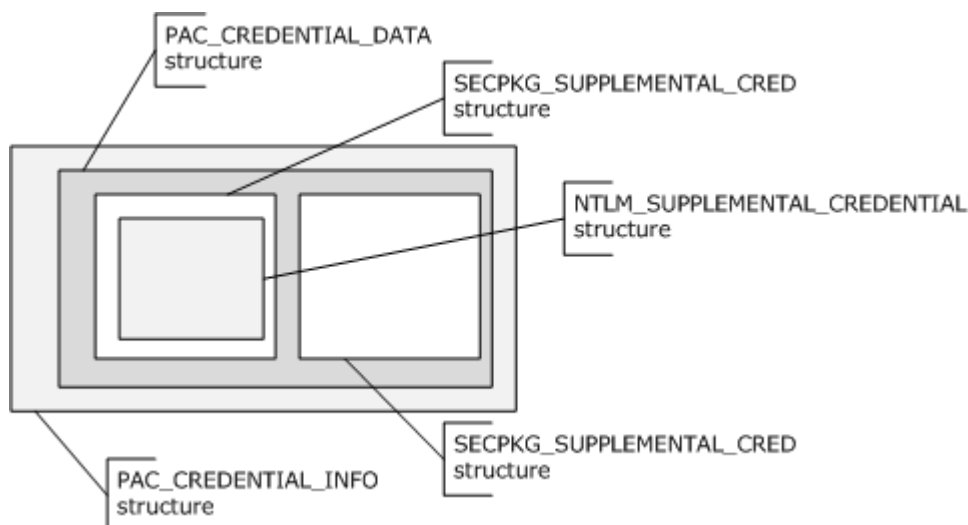 PAC_CREDENTIAL_DATA
structure
SECPKG_SUPPLEMENTAL_CRED
structure
NTLM_SUPPLEMENTAL_CREDENTIAL
structure
SECPKG_SUPPLEMENTAL_CRED
structure
PAC_CREDENTIAL_INFO
structure